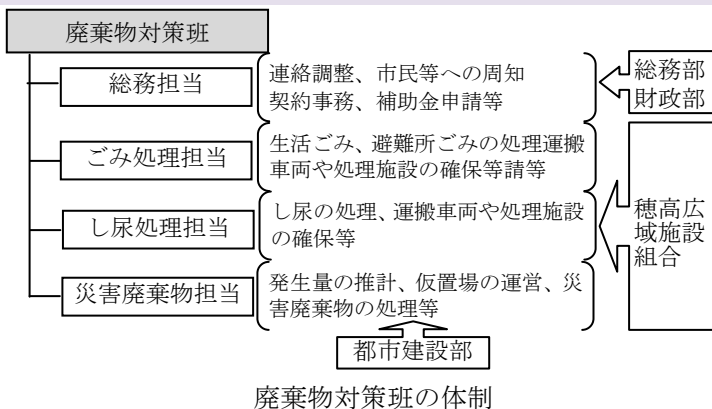 廃棄物対策班
総務担当
連絡調整、市民等への周知
契約事務、補助金申請等
総務部
財政部
ごみ処理担当
生活ごみ、避難所ごみの処理運搬
車両や処理施設の確保等請等
し尿処理担当
し尿の処理、運搬車両や処理施設
の確保等
穂高広
域施設
組合
災害廃棄物担当
発生量の推計、仮置場の運営、災
害廃棄物の処理等
都市建設部
廃棄物対策班の体制